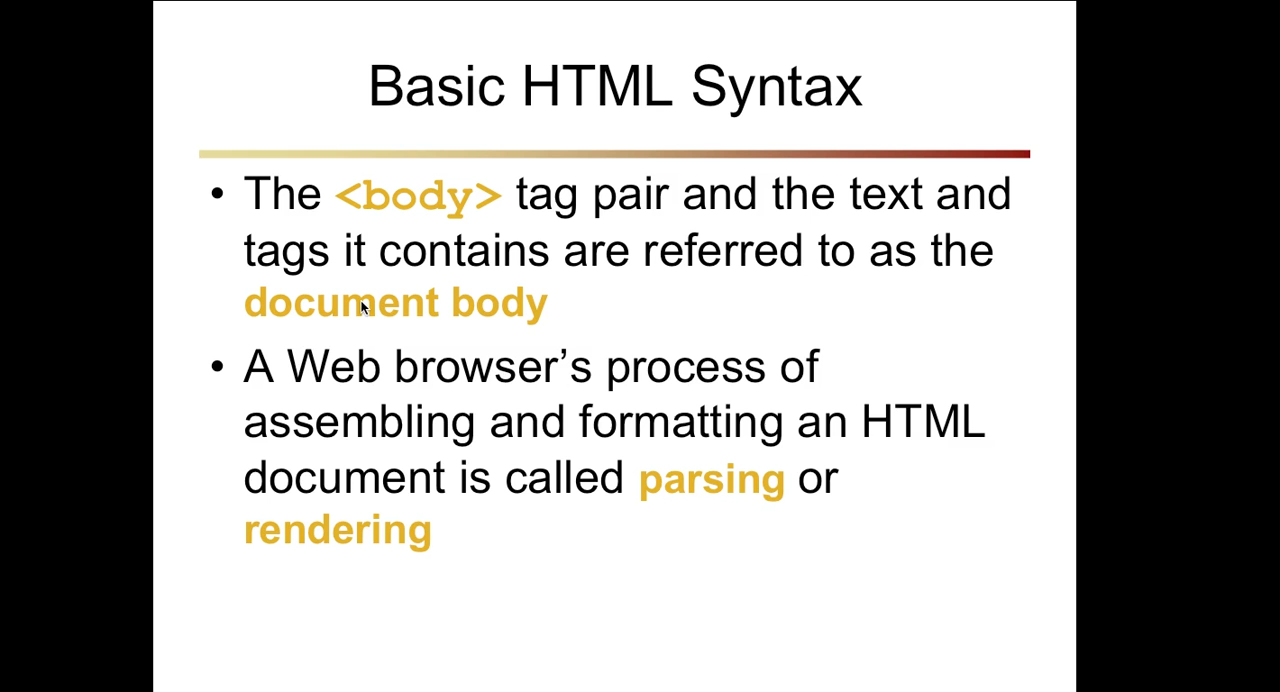 Basic HTML Syntax
• The <body> tag pair and the text and
tags it contains are referred to as the
document body
• A Web browser’s process of
assembling and formatting an HTML
document is called parsing or
rendering